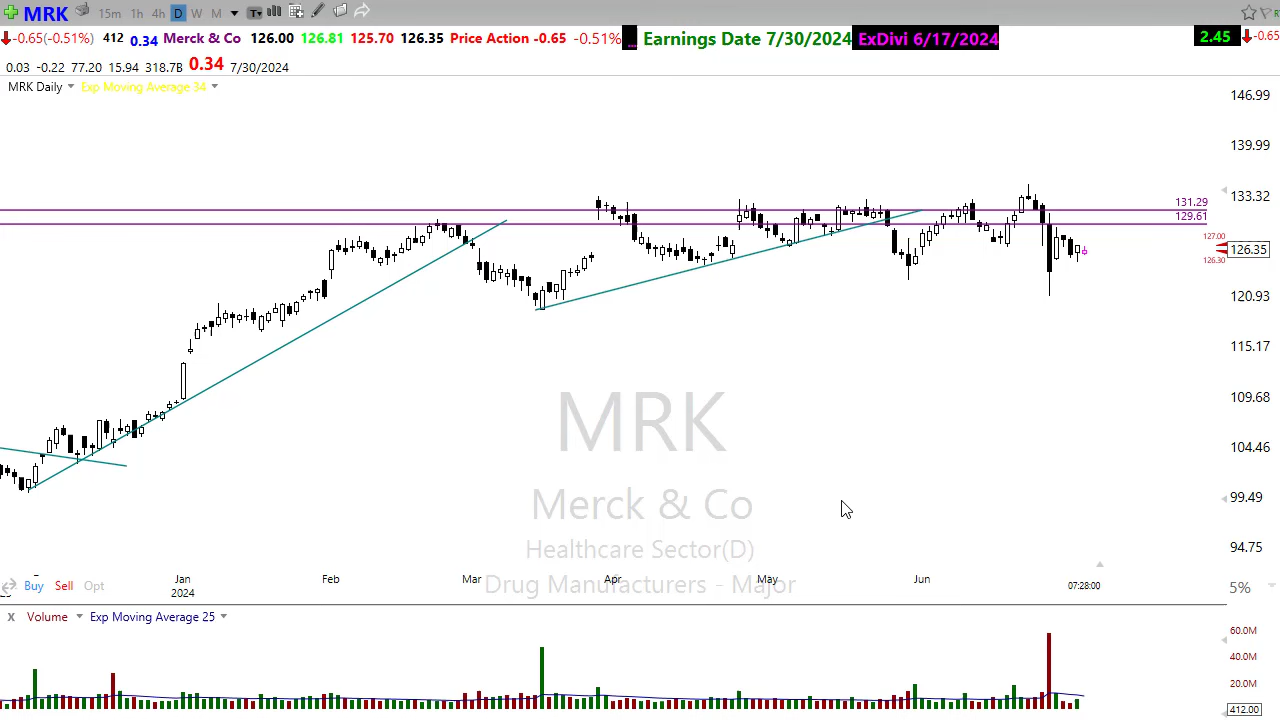 MRK 15m 1h 4h D W M T
-0.65(-0.51%) 412 0.34 Merck & Co 126.00 126.81 125.70 126.35 Price Action -0.65 -0.51% ... Earnings Date 7/30/2024 ExDivi 6/17/2024 2.45 -0.65
0.03 -0.22 77.20 15.94 318.7B 0.34 7/30/2024
MRK Daily Exp Moving Average 34
146.99
139.99
133.32
131.29
129.61
127.00
126.35
126.30
120.93
115.17
109.68
104.46
99.49
94.75
MRK
Merck & Co
Healthcare Sector(D)
Drug Manufacturers - Major
Buy Sell Opt
Jan Feb Mar Apr May Jun
2024
07:28:00
5%
X Volume Exp Moving Average 25
60.0M
40.0M
20.0M
412.00